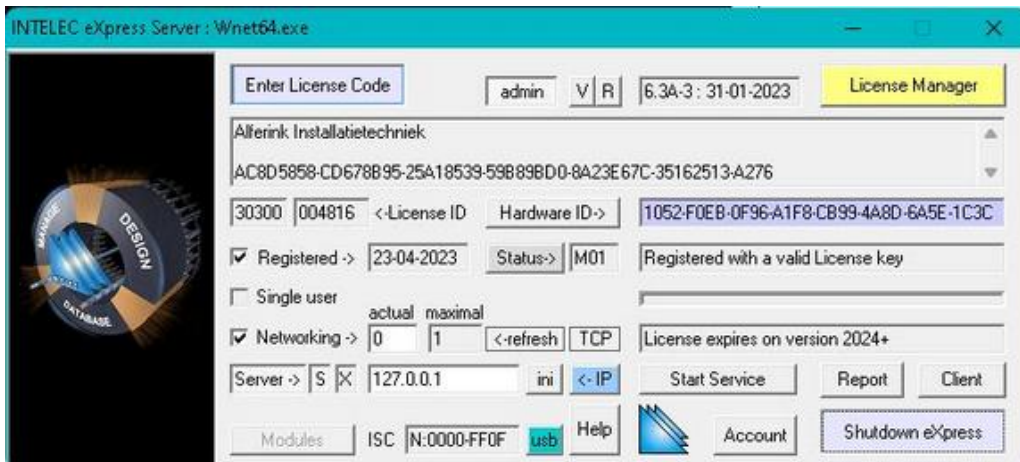 INTELEC eXpress Server : Wnet64.exe
Enter License Code admin V R 6.3A-3 : 31-01-2023 License Manager
Alferink Installatietechniek
AC8D5858-CD678B95-25A18539-59B89BD0-8A23E67C-35162513-A276
30300 004816 <-License ID Hardware ID-> 1052-F0EB-0F96-A1F8-CB99-4A8D-6A5E-1C3C
Registered -> 23-04-2023 Status-> M01 Registered with a valid License key
Single user
actual maximal
Networking -> 0 1 <-refresh TCP License expires on version 2024+
Server -> S X 127.0.0.1 ini <- IP Start Service Report Client
Modules ISC N:0000-FF0F usb Help Account Shutdown eXpress
MANAGE
DESIGN
DATABASE